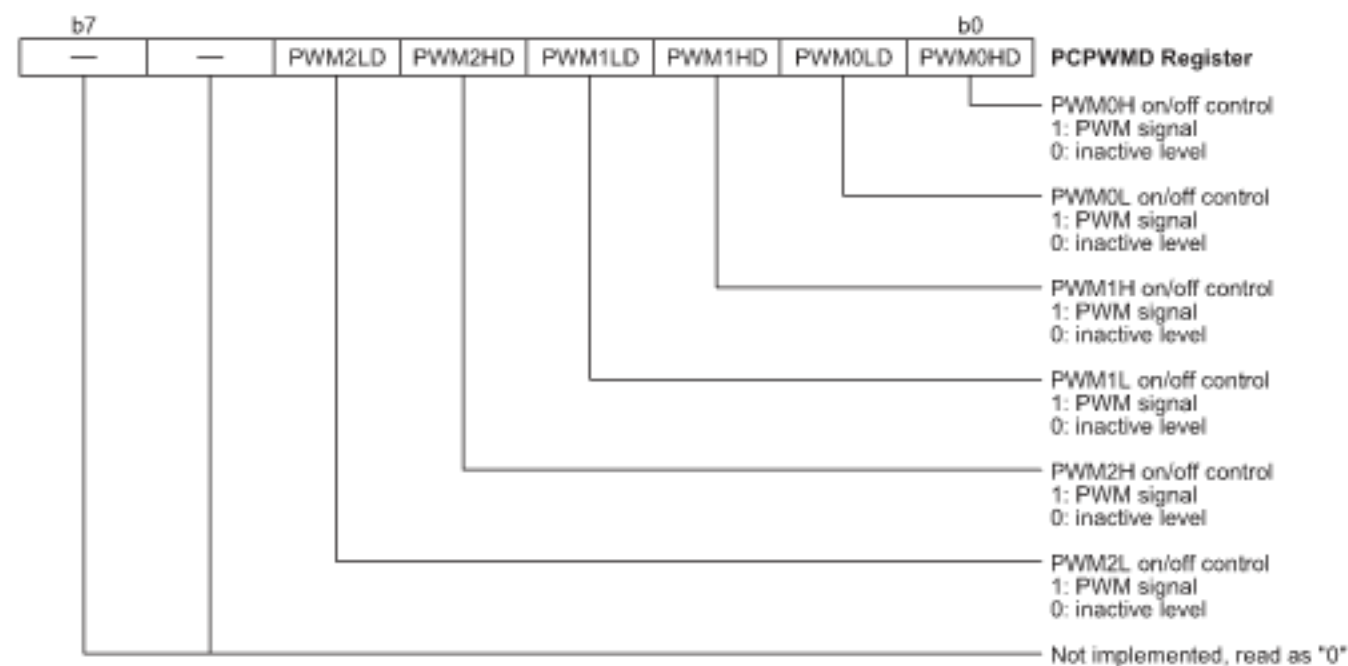 b7 b0
— — PWM2LD PWM2HD PWM1LD PWM1HD PWM0LD PWM0HD PCPWMD Register
PWM0H on/off control
1: PWM signal
0: inactive level
PWM0L on/off control
1: PWM signal
0: inactive level
PWM1H on/off control
1: PWM signal
0: inactive level
PWM1L on/off control
1: PWM signal
0: inactive level
PWM2H on/off control
1: PWM signal
0: inactive level
PWM2L on/off control
1: PWM signal
0: inactive level
Not implemented, read as "0"